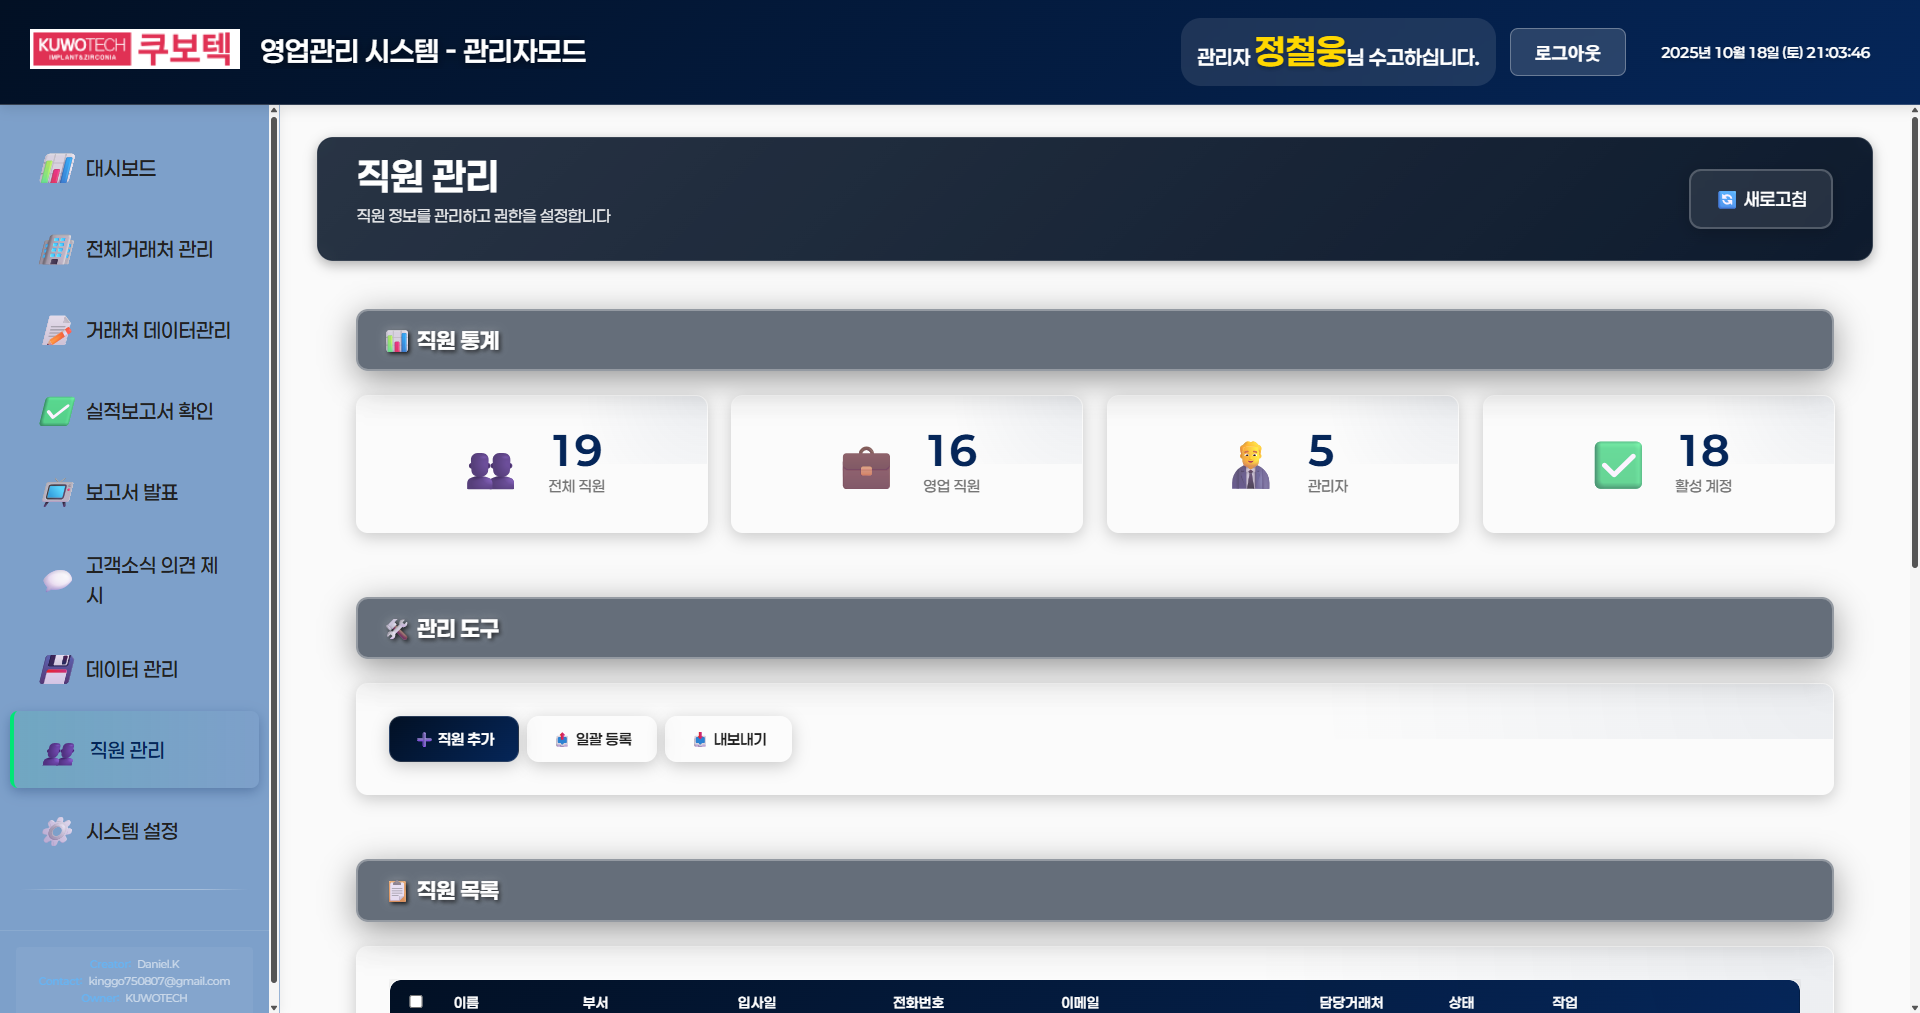 KUWOTECH 쿠보텍
IMPLANT&ZIRCONIA
영업관리 시스템 - 관리자모드
관리자 정철웅님 수고하십니다.
로그아웃
2025년 10월 18일 (토) 21:03:46
대시보드
전체거래처 관리
거래처 데이터관리
실적보고서 확인
보고서 발표
고객소식 의견 제
시
데이터 관리
직원 관리
시스템 설정
Daniel.K
kinggo750807@gmail.com
KUWOTECH
직원 관리
직원 정보를 관리하고 권한을 설정합니다
새로고침
직원 통계
19
전체 직원
16
영업 직원
5
관리자
18
활성 계정
관리 도구
직원 추가
일괄 등록
내보내기
직원 목록
이름 부서 입사일 전화번호 이메일 담당거래처 상태 작업